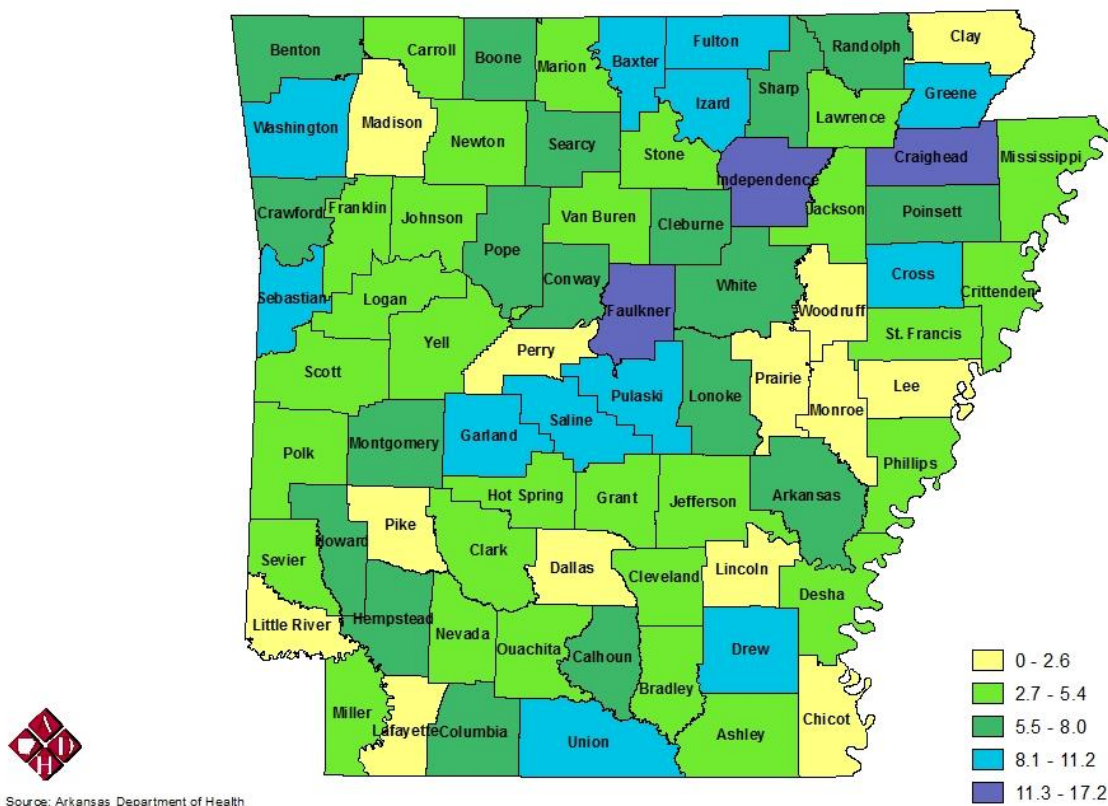 Benton
Carroll
Boone
Marion
Baxter
Fulton
Randolph
Clay
Sharp
Izard
Greene
Washington
Madison
Newton
Searcy
Stone
Lawrence
Independence
Craighead
Mississippi
Crawford
Franklin
Johnson
Pope
Van Buren
Cleburne
Jackson
Poinsett
Sebastian
Logan
Conway
Faulkner
White
Woodruff
Cross
Crittenden
Scott
Yell
Perry
Pulaski
Lonoke
Prairie
St. Francis
Lee
Monroe
Polk
Montgomery
Garland
Saline
Phillips
Hot Spring
Grant
Jefferson
Arkansas
Howard
Pike
Clark
Dallas
Cleveland
Lincoln
Desha
Sevier
Little River
Hempstead
Nevada
Ouachita
Calhoun
Bradley
Drew
Miller
Lafayette
Columbia
Union
Ashley
Chicot
0 - 2.6
2.7 - 5.4
5.5 - 8.0
8.1 - 11.2
11.3 - 17.2
A
D
H
Source: Arkansas Department of Health